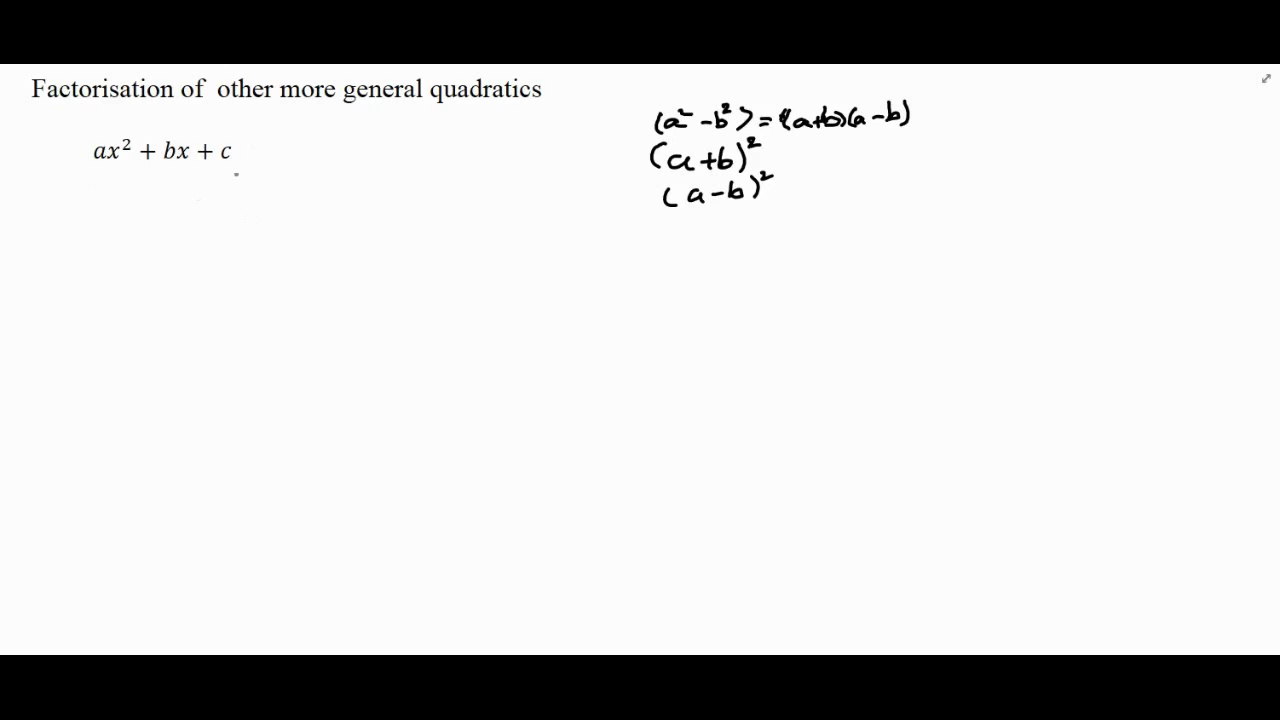 Factorisation of other more general quadratics
𝑎𝑥² + 𝑏𝑥 + 𝑐
(a² - b²) = (a+b)(a-b)
(a+b)²
(a-b)²